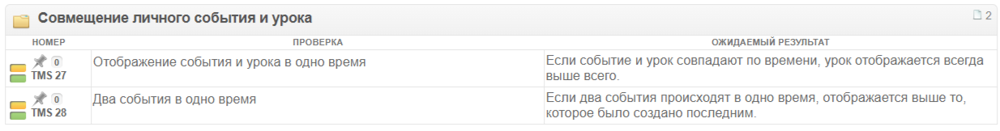 Совмещение личного события и урока
2
НОМЕР ПРОВЕРКА ОЖИДАЕМЫЙ РЕЗУЛЬТАТ
0
TMS 27
Отображение события и урока в одно время
Если событие и урок совпадают по времени, урок отображается всегда
выше всего.
0
TMS 28
Два события в одно время
Если два события происходят в одно время, отображается выше то,
которое было создано последним.